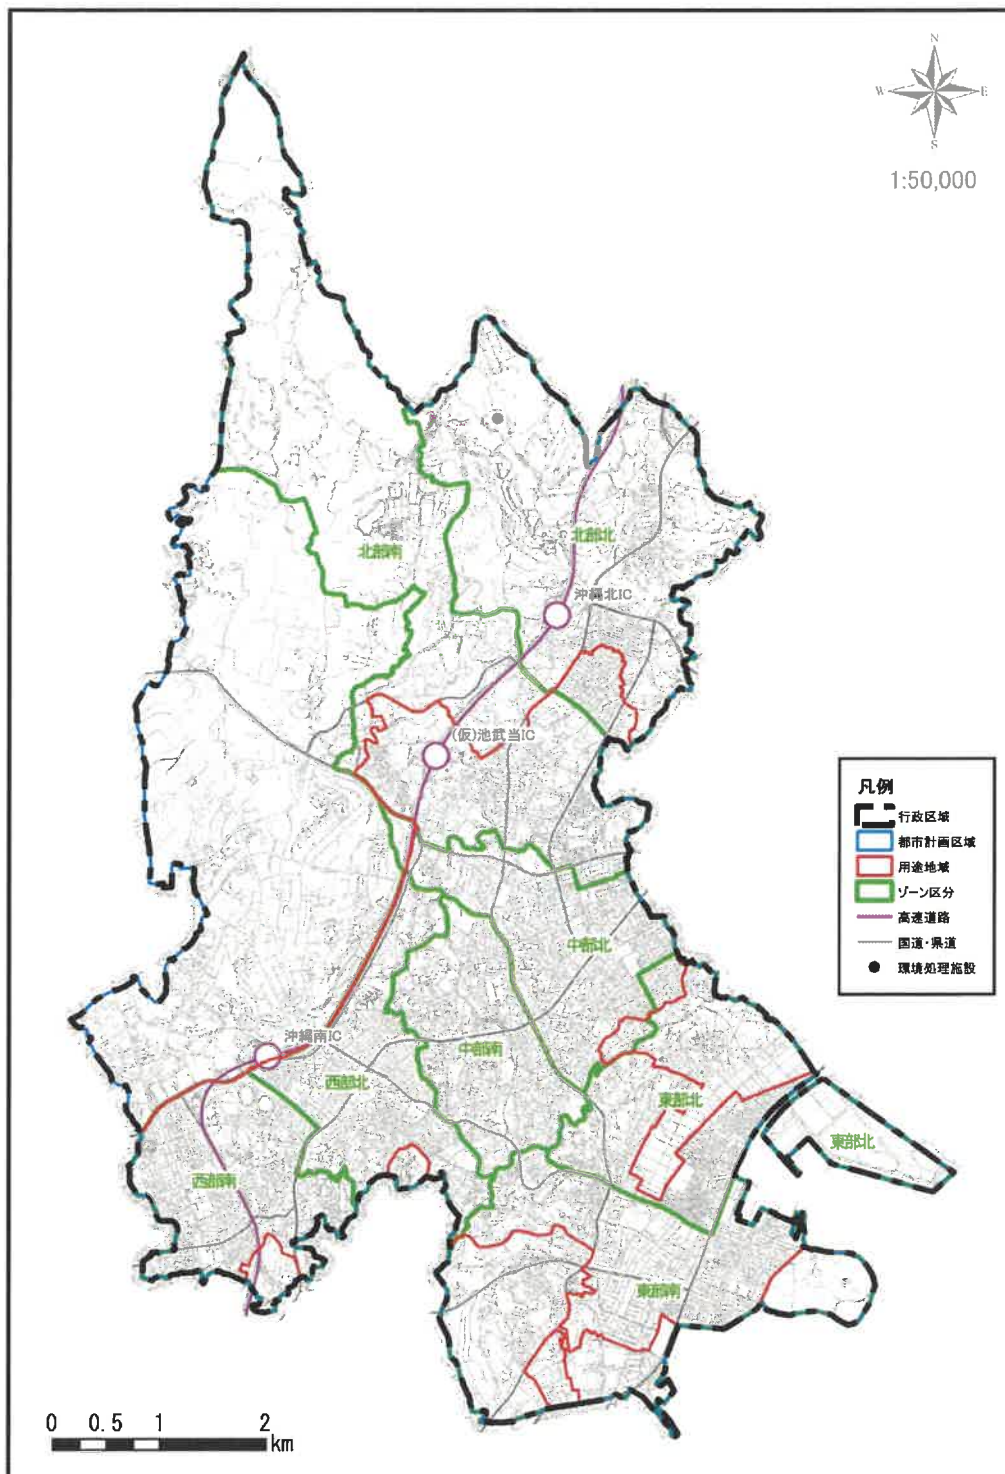 N
W E
S
1:50,000
北部北
北部南
沖縄北IC
(仮)池武当IC
凡例
行政区域
都市計画区域
用途地域
ゾーン区分
高速道路
国道・県道
環境処理施設
中部北
沖縄南IC
中部南
西部北
東部北
東部北
西部南
東部南
0 0.5 1 2
km